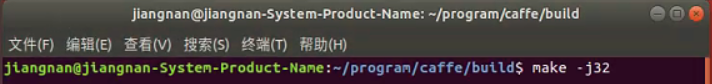 jiangnan@jiangnan-System-Product-Name: ~/program/caffe/build
文件(F) 编辑(E) 查看(V) 搜索(S) 终端(T) 帮助(H)
jiangnan@jiangnan-System-Product-Name:~/program/caffe/build$ make -j32